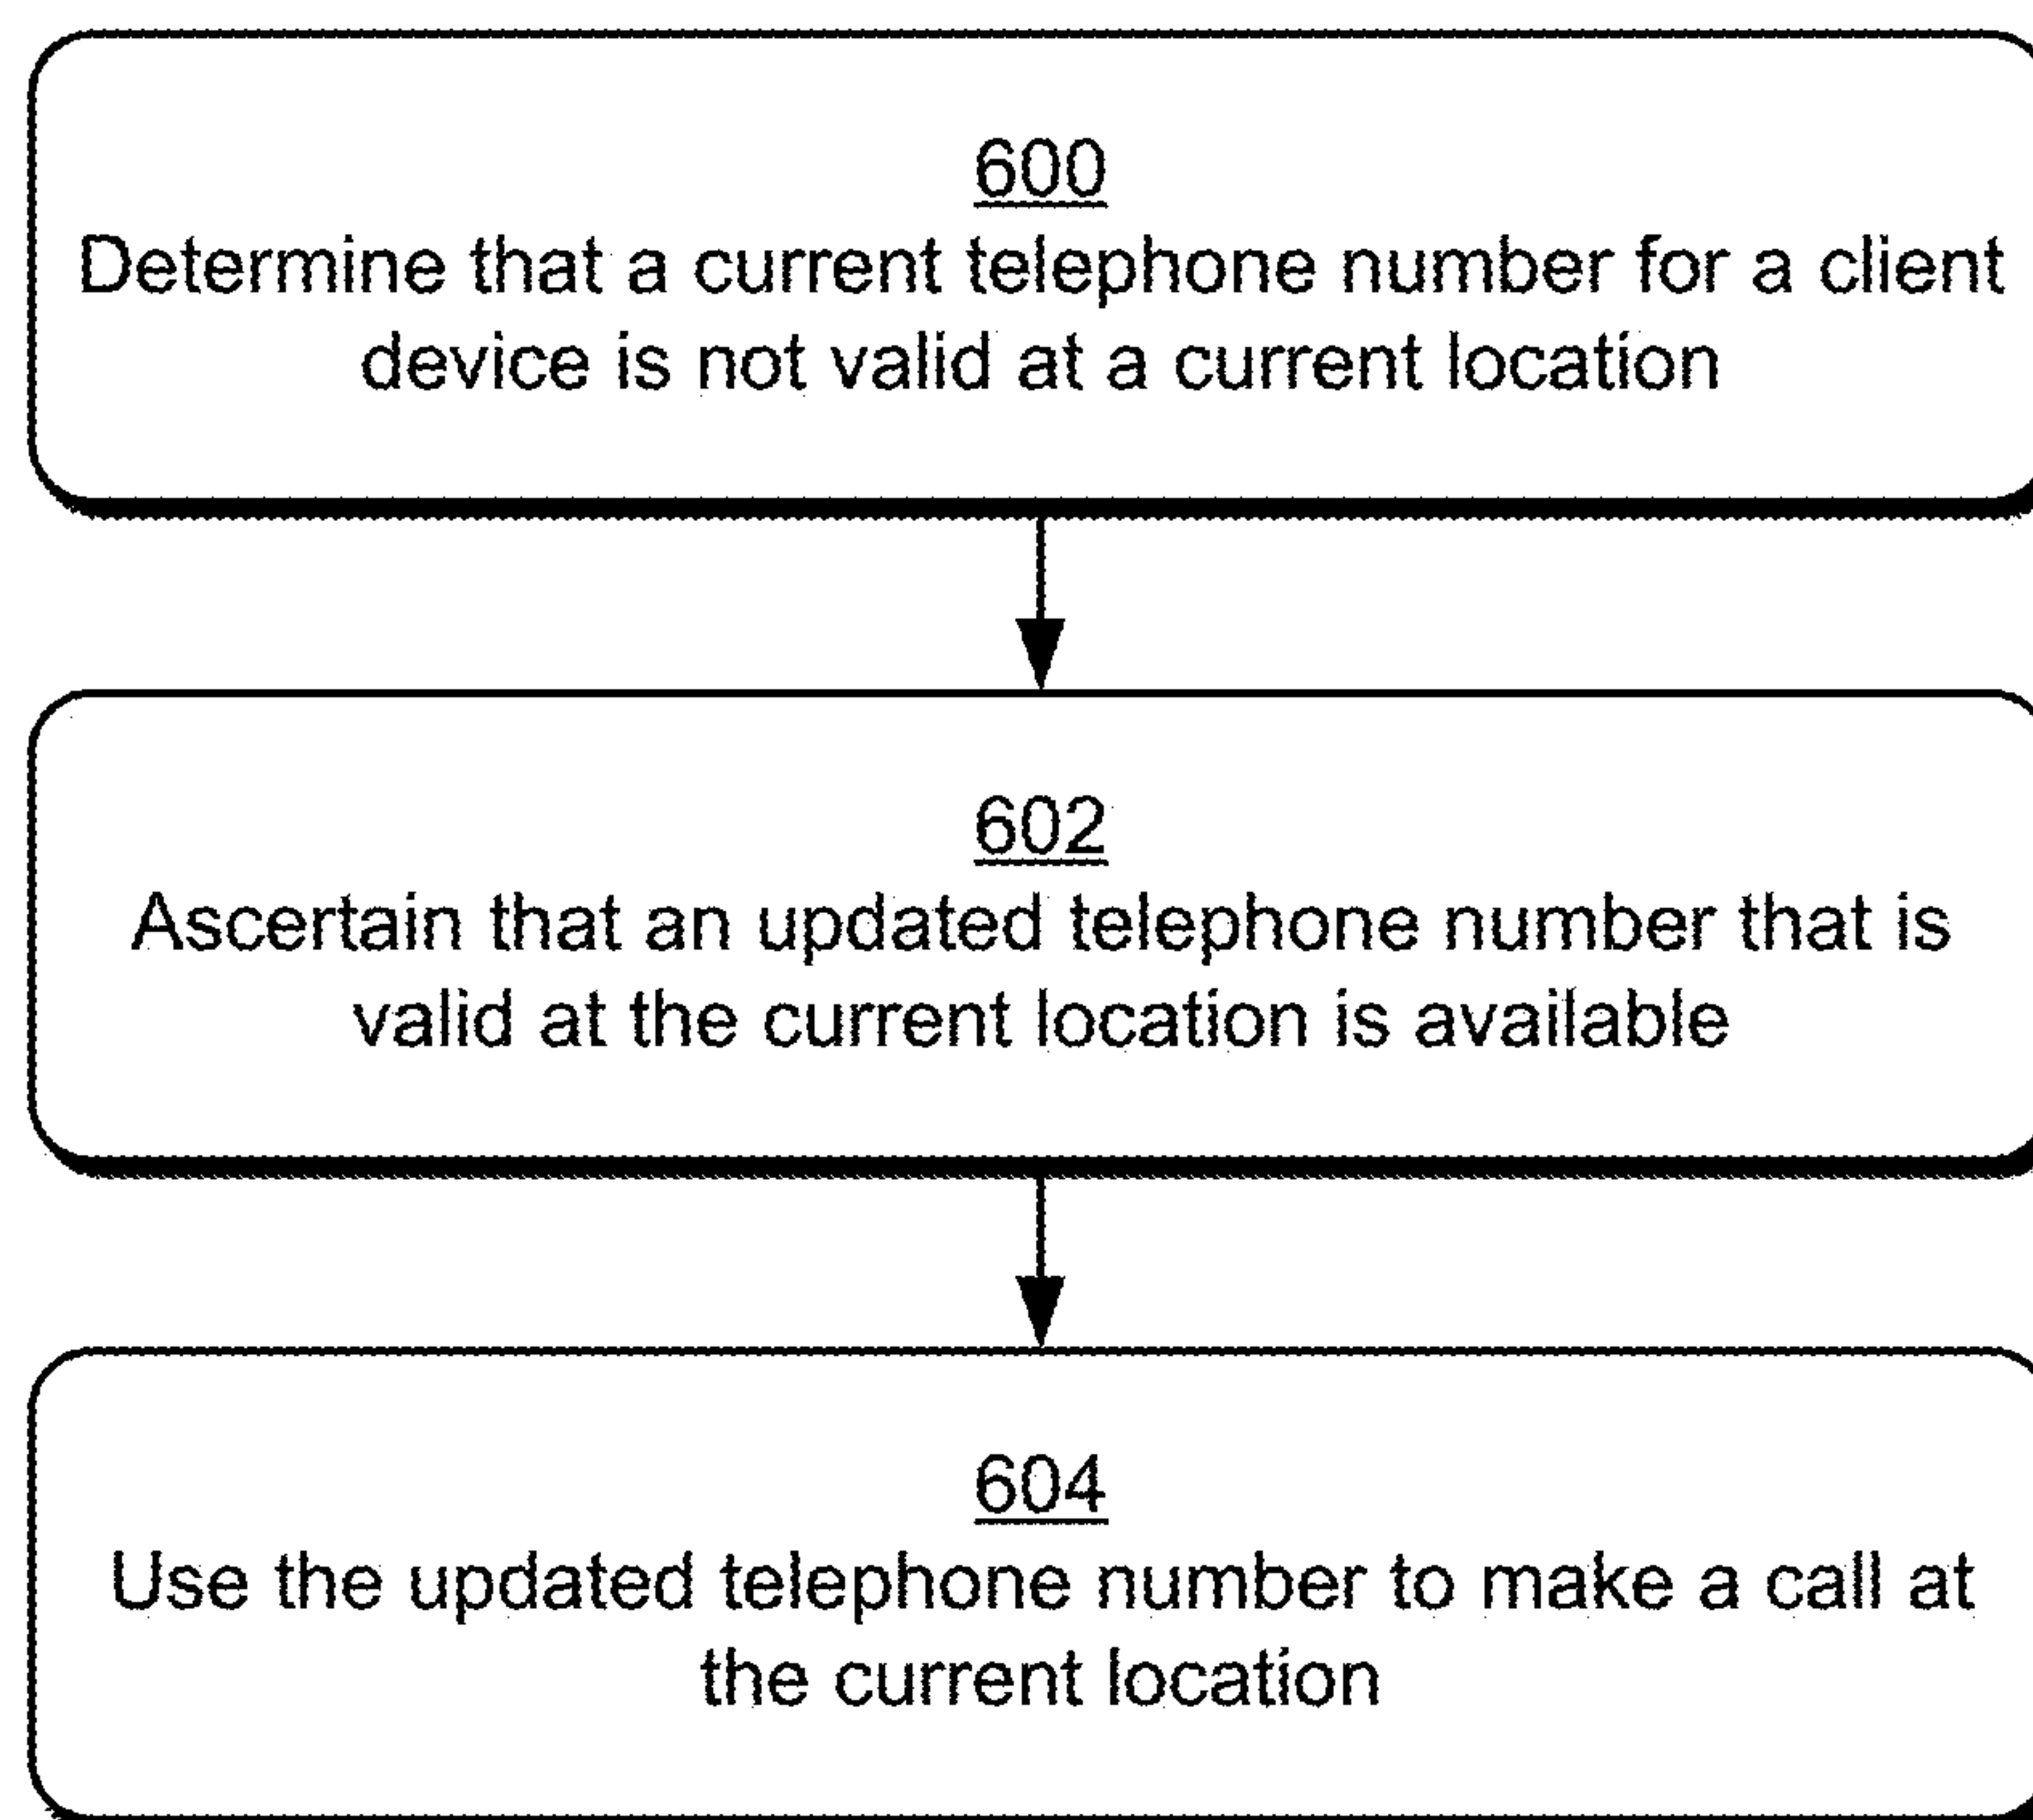 600
Determine that a current telephone number for a client
device is not valid at a current location
602
Ascertain that an updated telephone number that is
valid at the current location is available
604
Use the updated telephone number to make a call at
the current location